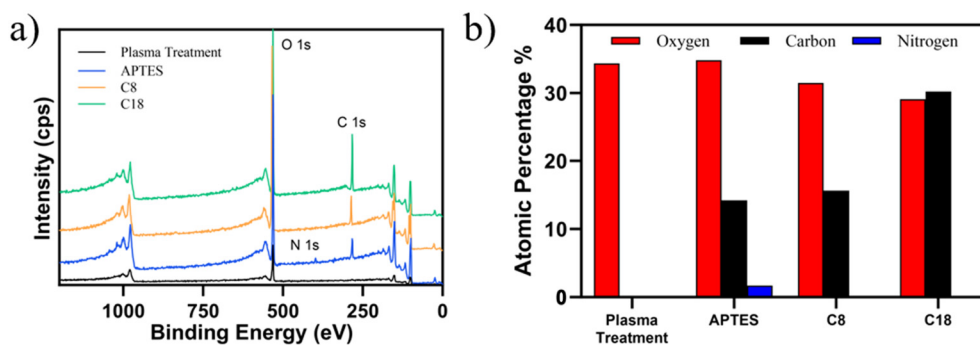 a)
Intensity (cps)
Plasma Treatment
APTES
C8
C18
O 1s
C 1s
N 1s
1000 750 500 250 0
Binding Energy (eV)
b)
Atomic Percentage %
40
30
20
10
0
Oxygen Carbon Nitrogen
Plasma
Treatment
APTES
C8
C18